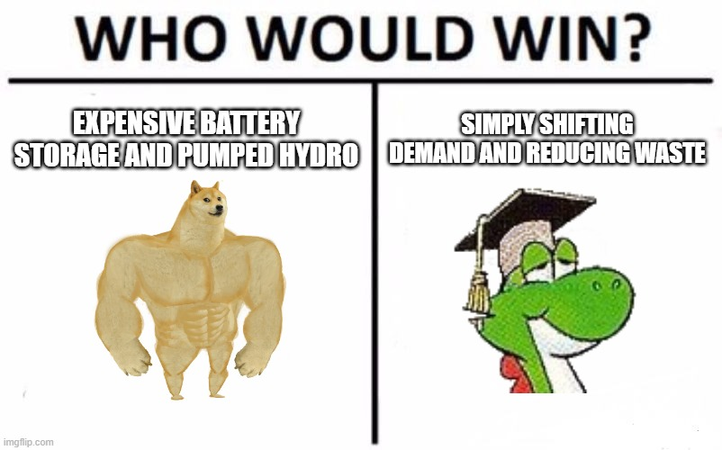 WHO WOULD WIN?
EXPENSIVE BATTERY
STORAGE AND PUMPED HYDRO
SIMPLY SHIFTING
DEMAND AND REDUCING WASTE
imgflip.com